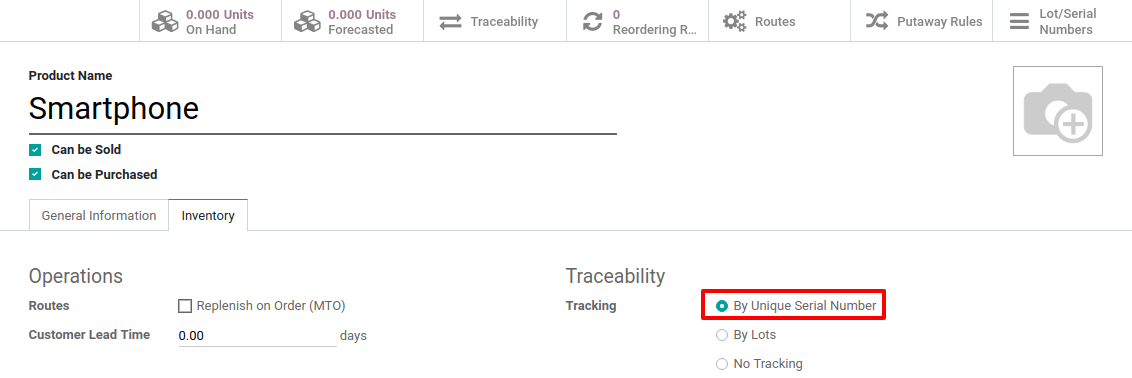 0.000 Units
On Hand
0.000 Units
Forecasted
Traceability
0
Reordering R...
Routes
Putaway Rules
Lot/Serial
Numbers
Product Name
Smartphone
Can be Sold
Can be Purchased
General Information
Inventory
Operations
Routes
Replenish on Order (MTO)
Customer Lead Time
0.00
days
Traceability
Tracking
By Unique Serial Number
By Lots
No Tracking